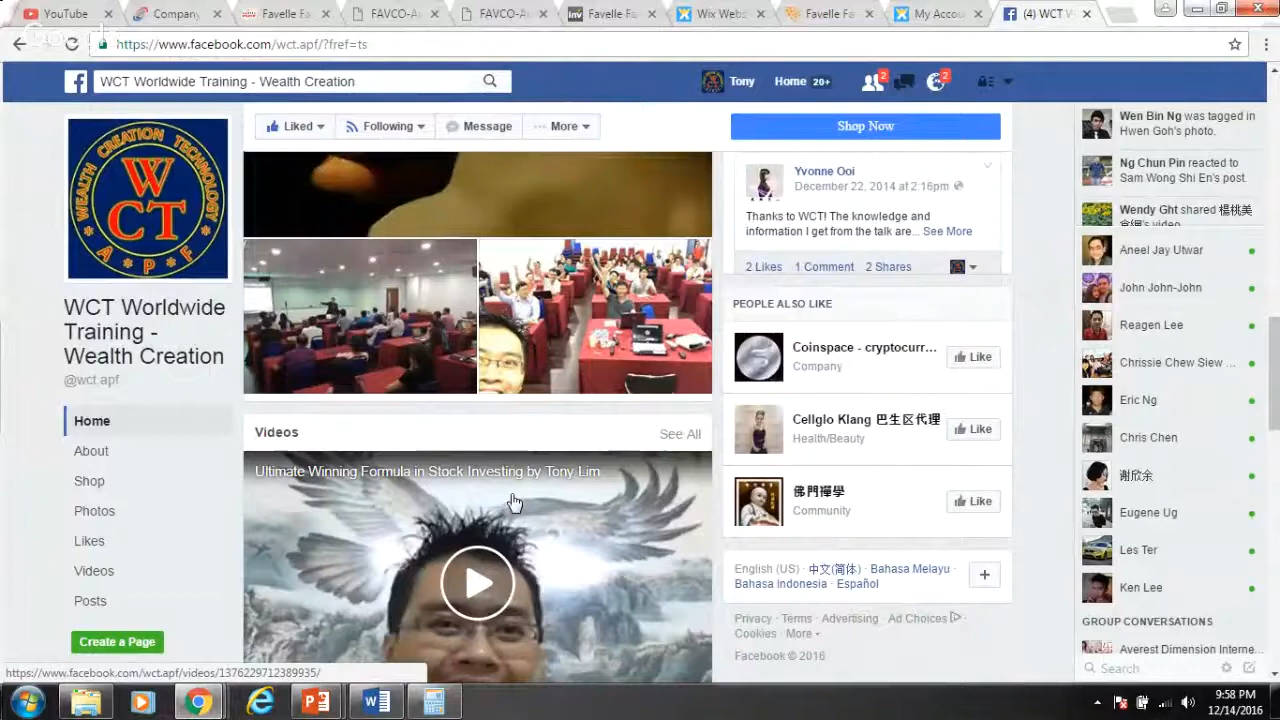 YouTube
Company
Favelle Fa
FAVCO-A
FAVCO-A
Favelle Fa
Wix Webs
Favelle Fa
My Accou
(4) WCT W
https://www.facebook.com/wct.apf/?fref=ts
WCT Worldwide Training - Wealth Creation
Tony
Home 20+
2
2
WEALTH CREATION TECHNOLOGY
WCT
A P F
WCT Worldwide
Training -
Wealth Creation
@wct.apf
Home
About
Shop
Photos
Likes
Videos
Posts
Create a Page
Liked
Following
Message
More
Shop Now
Videos
See All
Ultimate Winning Formula in Stock Investing by Tony Lim
Yvonne Ooi
December 22, 2014 at 2:16pm
Thanks to WCT! The knowledge and
information I get from the talk are... See More
2 Likes 1 Comment 2 Shares
PEOPLE ALSO LIKE
Coinspace - cryptocurr...
Company
Like
Cellglo Klang 巴生区代理
Health/Beauty
Like
佛門禪學
Community
Like
English (US) · 中文(简体) · Bahasa Melayu ·
Bahasa Indonesia · Español
Privacy · Terms · Advertising · Ad Choices ·
Cookies · More
Facebook © 2016
Wen Bin Ng was tagged in
Hwen Goh's photo.
Ng Chun Pin reacted to
Sam Wong Shi En's post.
Wendy Ght shared 楊桃美
食網's video
Aneel Jay Utwar
John John-John
Reagen Lee
Chrissie Chew Siew ...
Eric Ng
Chris Chen
谢欣余
Eugene Ug
Les Ter
Ken Lee
GROUP CONVERSATIONS
Averest Dimension Interne...
Search
https://www.facebook.com/wct.apf/videos/1376229712389935/
9:58 PM
12/14/2016